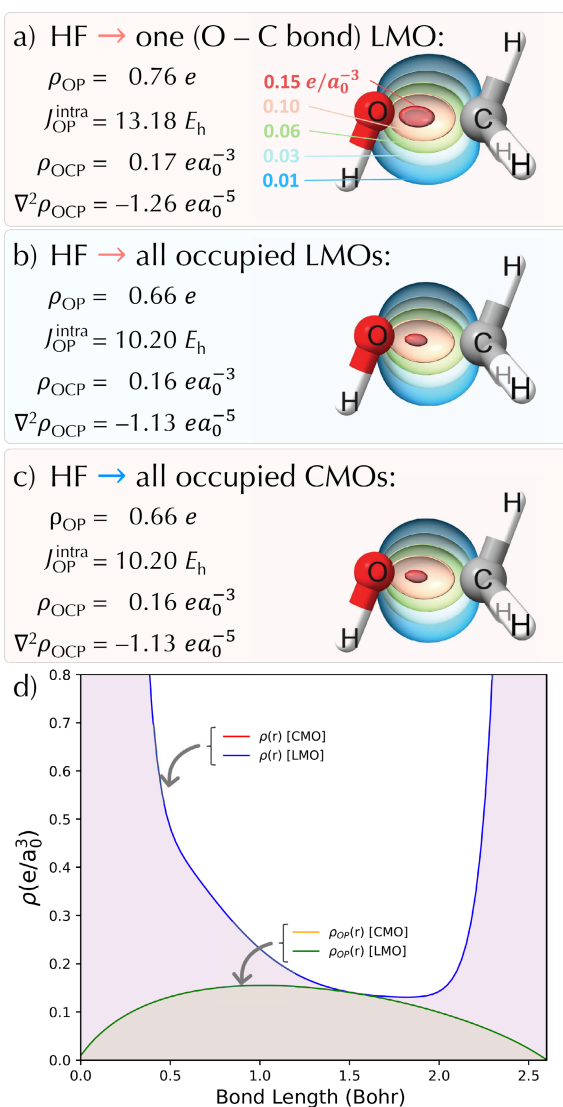 a) HF → one (O – C bond) LMO:
ρOP = 0.76 e
J^intra_OP = 13.18 Eh
ρOCP = 0.17 ea₀⁻³
∇²ρOCP = –1.26 ea₀⁻⁵
0.15 e/a₀⁻³
0.10
0.06
0.03
0.01
H
O
C
H
H
H
b) HF → all occupied LMOs:
ρOP = 0.66 e
J^intra_OP = 10.20 Eh
ρOCP = 0.16 ea₀⁻³
∇²ρOCP = –1.13 ea₀⁻⁵
H
O
C
H
H
H
c) HF → all occupied CMOs:
ρOP = 0.66 e
J^intra_OP = 10.20 Eh
ρOCP = 0.16 ea₀⁻³
∇²ρOCP = –1.13 ea₀⁻⁵
H
O
C
H
H
H
d)
0.8
0.7
0.6
0.5
0.4
0.3
0.2
0.1
0.0
ρ(e/a₀³)
ρ(r) [CMO]
ρ(r) [LMO]
ρOP(r) [CMO]
ρOP(r) [LMO]
0.0 0.5 1.0 1.5 2.0 2.5
Bond Length (Bohr)